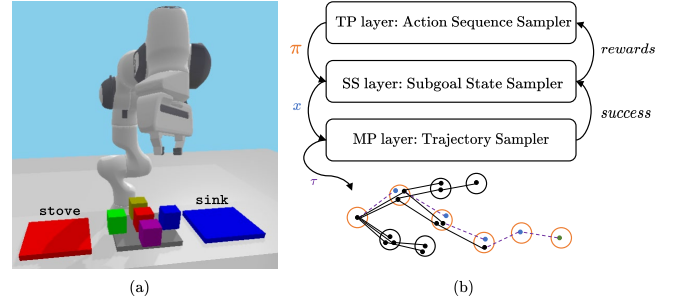 stove
sink
(a)
TP layer: Action Sequence Sampler
π
rewards
SS layer: Subgoal State Sampler
x
success
MP layer: Trajectory Sampler
τ
(b)